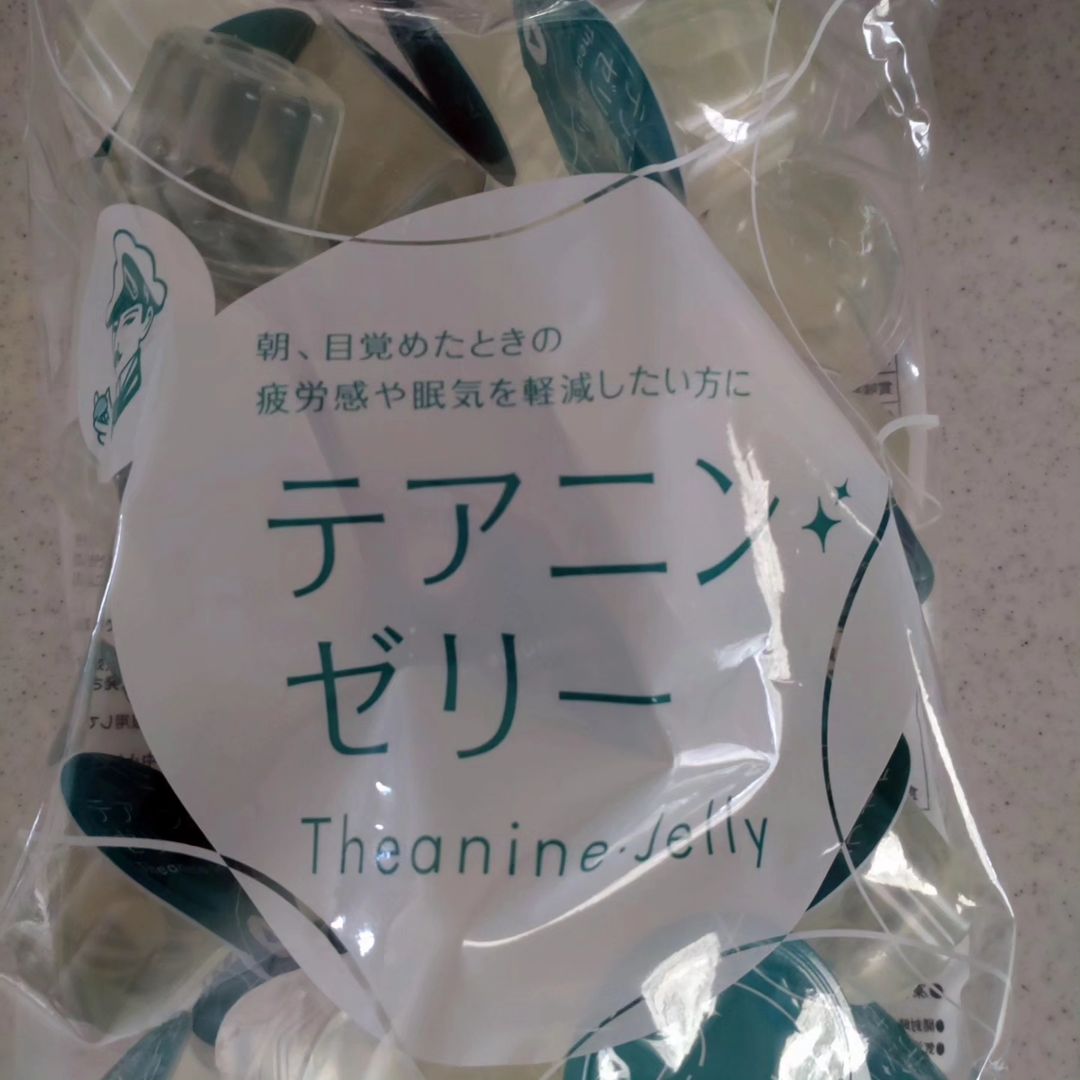 朝、目覚めたときの
疲労感や眠気を軽減したい方に
テアニン
ゼリー
Theanine Jelly